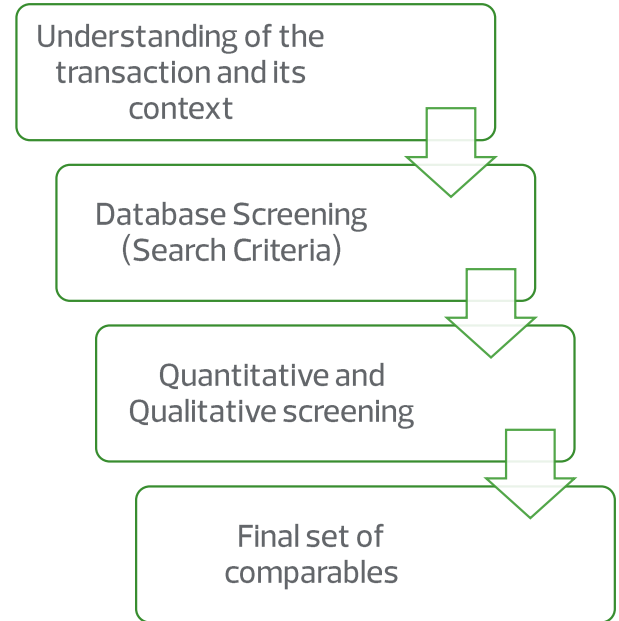 Understanding of the
transaction and its
context
Database Screening
(Search Criteria)
Quantitative and
Qualitative screening
Final set of
comparables